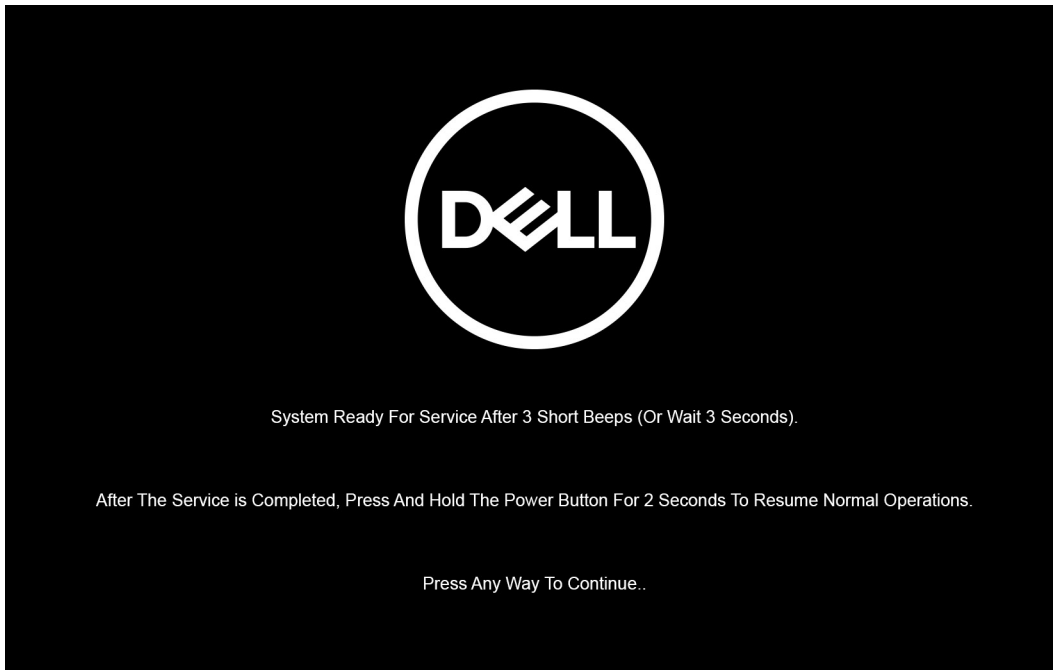 DELL
System Ready For Service After 3 Short Beeps (Or Wait 3 Seconds).
After The Service is Completed, Press And Hold The Power Button For 2 Seconds To Resume Normal Operations.
Press Any Way To Continue..